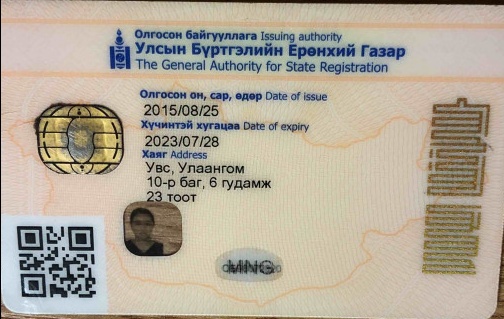 Олгосон байгууллага Issuing authority
Улсын Бүртгэлийн Ерөнхий Газар
The General Authority for State Registration
Олгосон он, сар, өдөр Date of issue
2015/08/25
Хүчинтэй хугацаа Date of expiry
2023/07/28
Хаяг Address
Увс, Улаангом
10-р баг, 6 гудамж
23 тоот
MNG